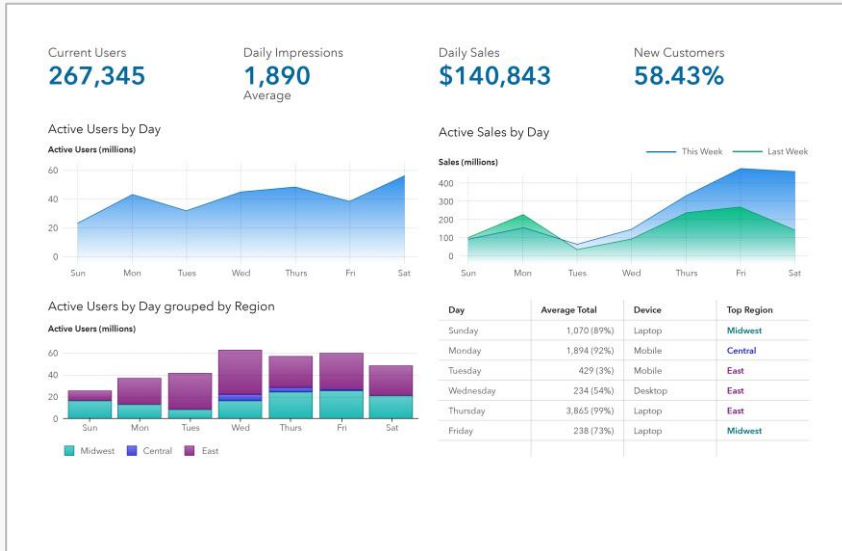 Current Users
267,345
Daily Impressions
1,890
Average
Daily Sales
$140,843
New Customers
58.43%
Active Users by Day
Active Users (millions)
60
40
20
0
Sun Mon Tues Wed Thurs Fri Sat
Active Sales by Day
This Week Last Week
Sales (millions)
400
300
200
100
0
Sun Mon Tues Wed Thurs Fri Sat
Active Users by Day grouped by Region
Active Users (millions)
60
40
20
0
Sun Mon Tues Wed Thurs Fri Sat
Midwest Central East
Day Average Total Device Top Region
Sunday 1,070 (89%) Laptop Midwest
Monday 1,894 (92%) Mobile Central
Tuesday 429 (3%) Mobile East
Wednesday 234 (54%) Desktop East
Thursday 3,865 (99%) Laptop East
Friday 238 (73%) Laptop Midwest